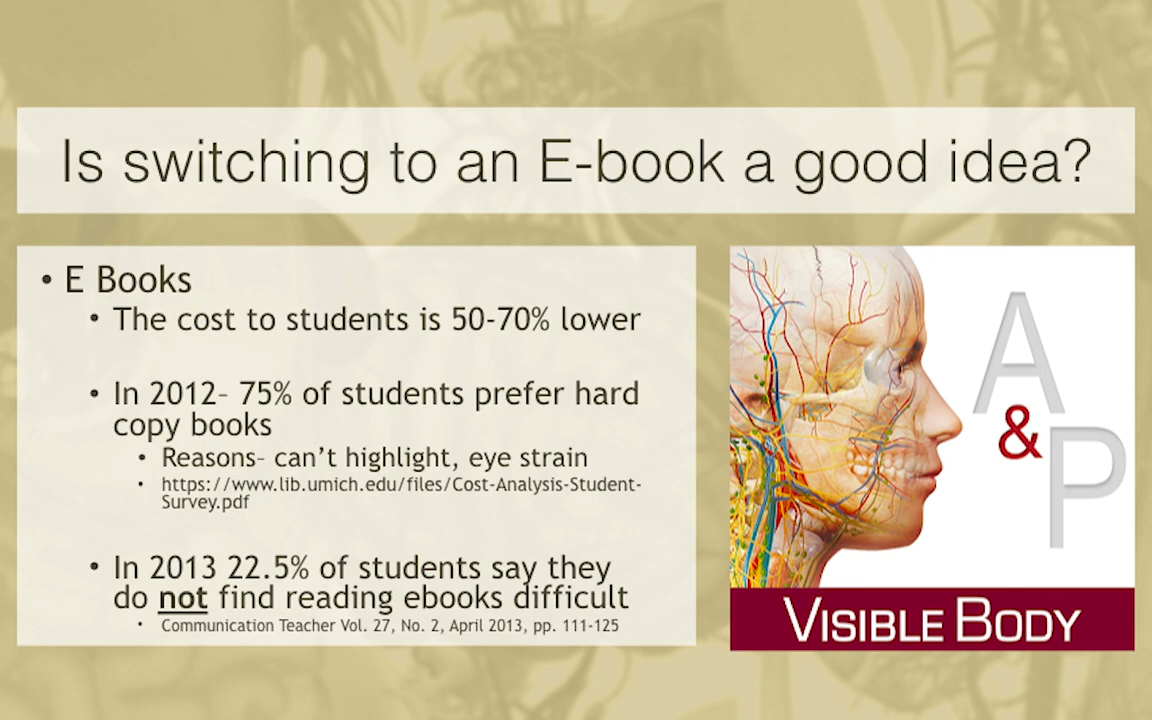 Is switching to an E-book a good idea?
• E Books
• The cost to students is 50-70% lower
• In 2012– 75% of students prefer hard
copy books
• Reasons– can’t highlight, eye strain
• https://www.lib.umich.edu/files/Cost-Analysis-Student-
Survey.pdf
• In 2013 22.5% of students say they
do not find reading ebooks difficult
• Communication Teacher Vol. 27, No. 2, April 2013, pp. 111-125
A
&
P
VISIBLE BODY